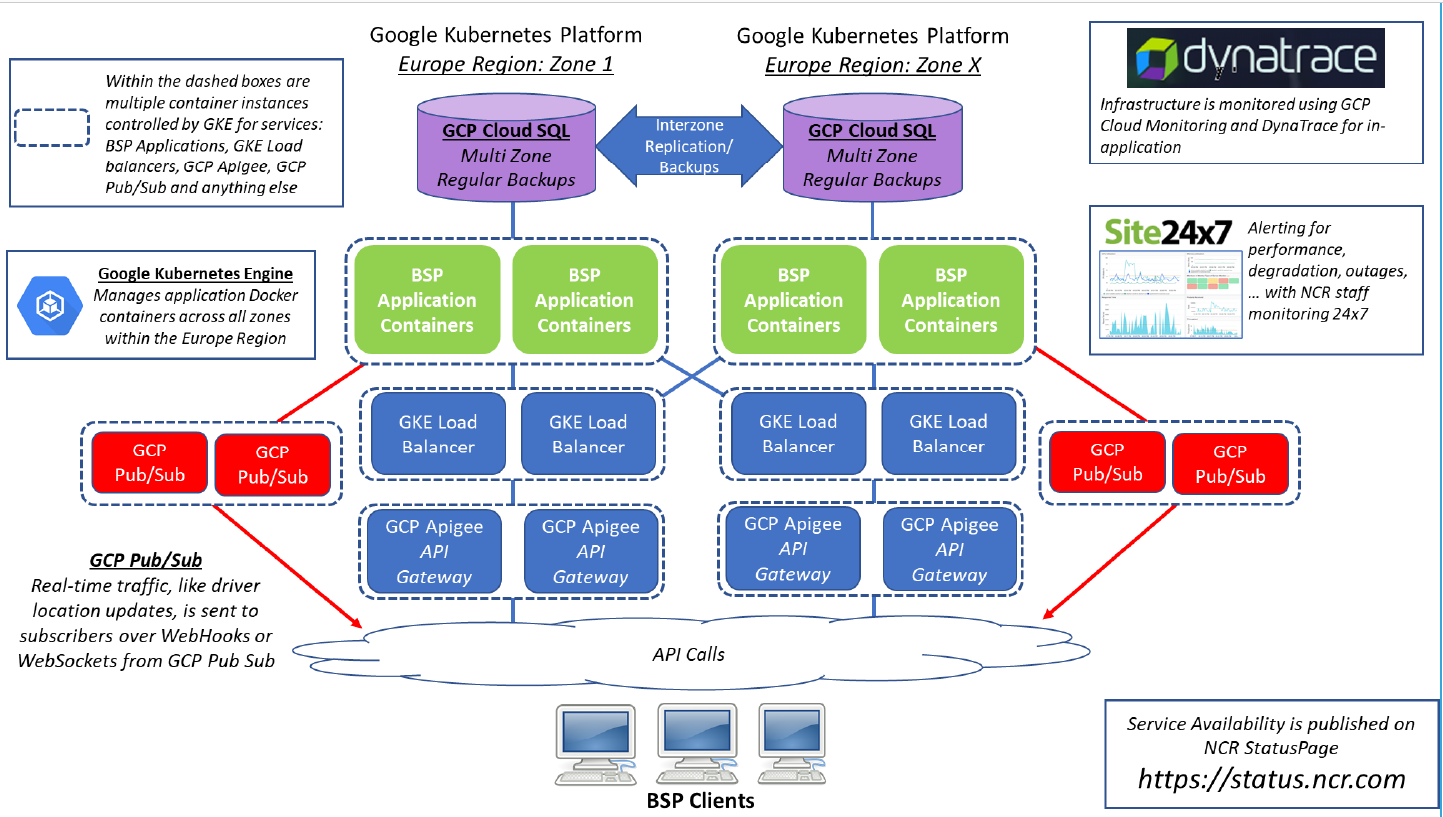 Google Kubernetes Platform
Europe Region: Zone 1
Google Kubernetes Platform
Europe Region: Zone X
Within the dashed boxes are
multiple container instances
controlled by GKE for services:
BSP Applications, GKE Load
balancers, GCP Apigee, GCP
Pub/Sub and anything else
GCP Cloud SQL
Multi Zone
Regular Backups
Interzone
Replication/
Backups
GCP Cloud SQL
Multi Zone
Regular Backups
dynatrace
Infrastructure is monitored using GCP
Cloud Monitoring and DynaTrace for in-
application
Site24x7
Alerting for
performance,
degradation, outages,
... with NCR staff
monitoring 24x7
Google Kubernetes Engine
Manages application Docker
containers across all zones
within the Europe Region
BSP
Application
Containers
BSP
Application
Containers
BSP
Application
Containers
BSP
Application
Containers
GKE Load
Balancer
GKE Load
Balancer
GKE Load
Balancer
GKE Load
Balancer
GCP
Pub/Sub
GCP
Pub/Sub
GCP
Pub/Sub
GCP
Pub/Sub
GCP Apigee
API
Gateway
GCP Apigee
API
Gateway
GCP Apigee
API
Gateway
GCP Apigee
API
Gateway
GCP Pub/Sub
Real-time traffic, like driver
location updates, is sent to
subscribers over WebHooks or
WebSockets from GCP Pub Sub
API Calls
BSP Clients
Service Availability is published on
NCR StatusPage
https://status.ncr.com